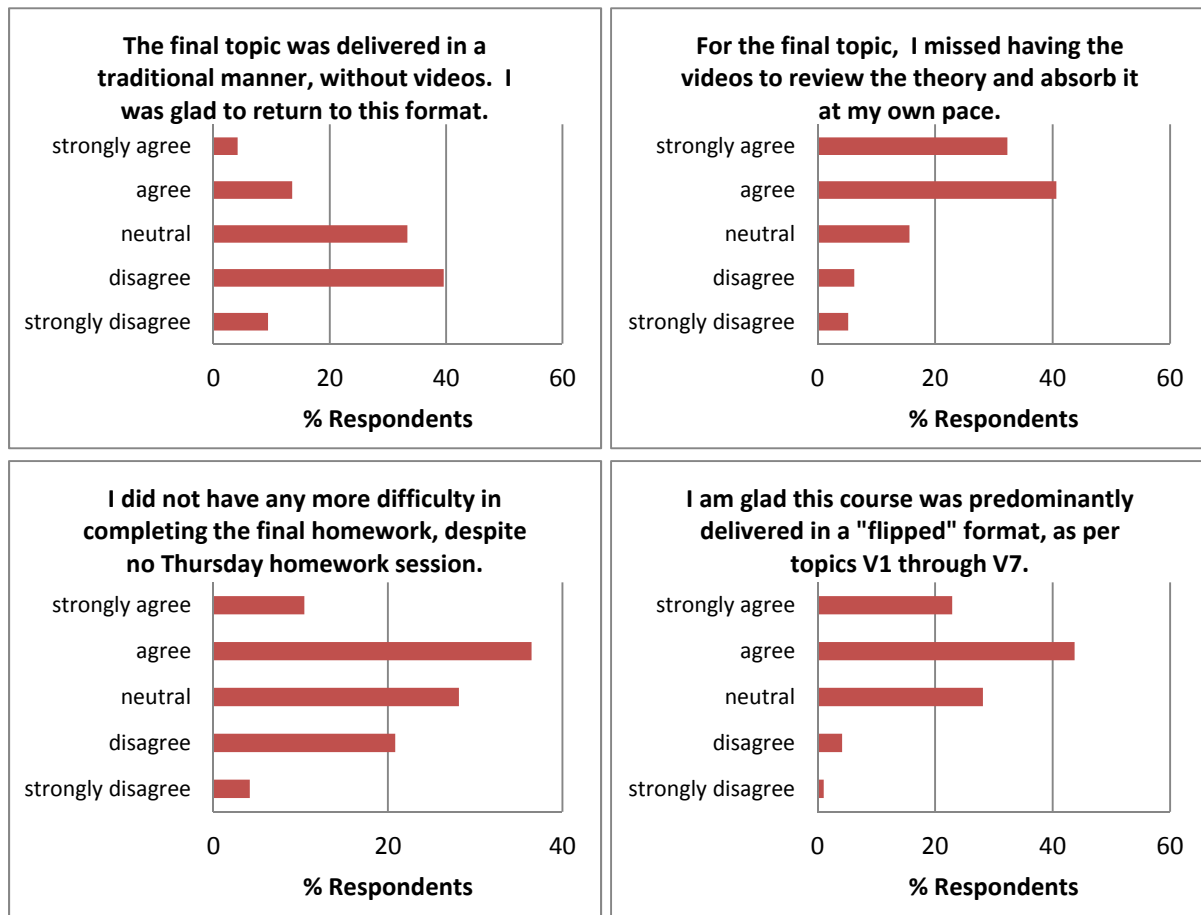 The final topic was delivered in a
traditional manner, without videos.  I
was glad to return to this format.
strongly agree
agree
neutral
disagree
strongly disagree
0
20
40
60
% Respondents
For the final topic,  I missed having the
videos to review the theory and absorb it
at my own pace.
strongly agree
agree
neutral
disagree
strongly disagree
0
20
40
60
% Respondents
I did not have any more difficulty in
completing the final homework, despite
no Thursday homework session.
strongly agree
agree
neutral
disagree
strongly disagree
0
20
40
% Respondents
I am glad this course was predominantly
delivered in a "flipped" format, as per
topics V1 through V7.
strongly agree
agree
neutral
disagree
strongly disagree
0
20
40
60
% Respondents